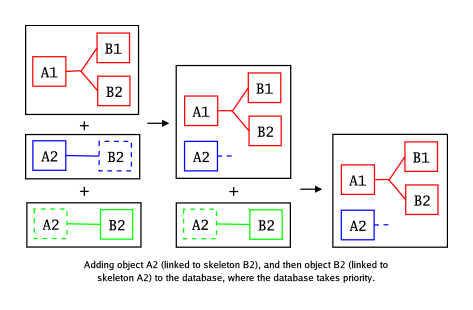 B1
A1
B2
+
A2 B2
+
A2 B2
B1
A1
B2
A2
+
A2 B2
B1
A1
B2
A2
Adding object A2 (linked to skeleton B2), and then object B2 (linked to
skeleton A2) to the database, where the database takes priority.